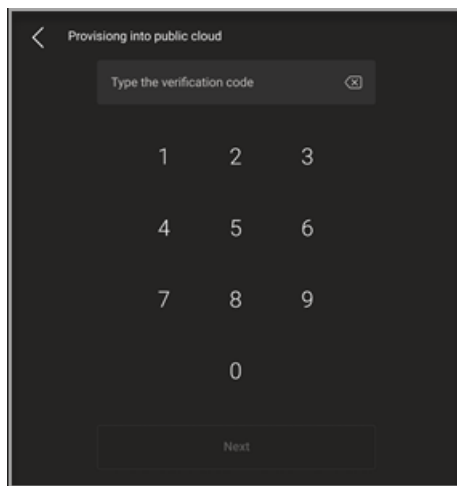 Provisiong into public cloud
Type the verification code
1 2 3
4 5 6
7 8 9
0
Next